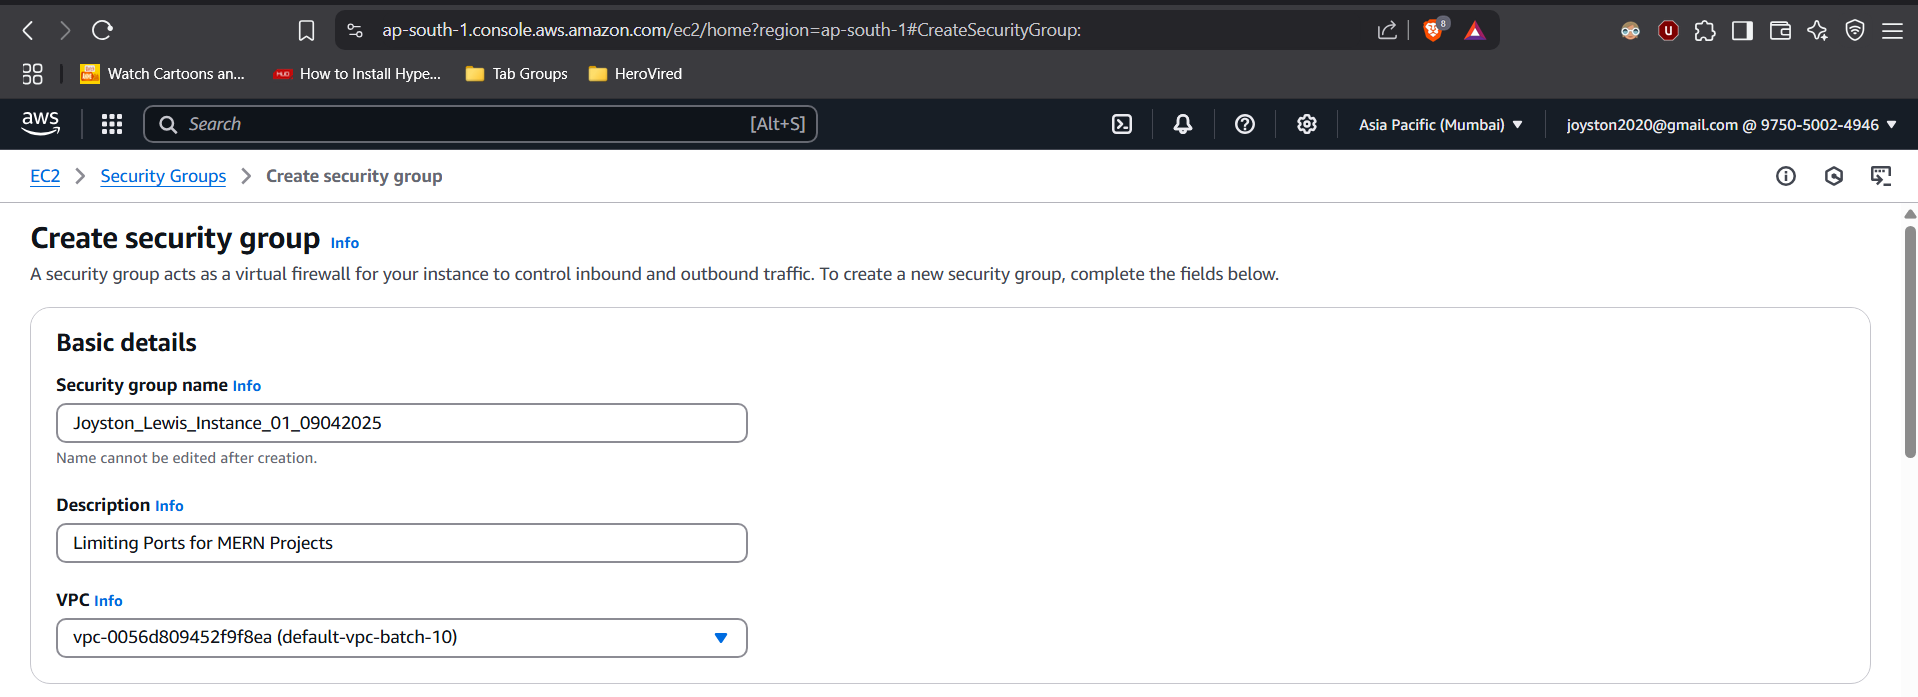 ap-south-1.console.aws.amazon.com/ec2/home?region=ap-south-1#CreateSecurityGroup:
8
U
Watch Cartoons an...
HUD How to Install Hype...
Tab Groups
HeroVired
aws
Search [Alt+S]
Asia Pacific (Mumbai)
joyston2020@gmail.com @ 9750-5002-4946
EC2 > Security Groups > Create security group
Create security group Info
A security group acts as a virtual firewall for your instance to control inbound and outbound traffic. To create a new security group, complete the fields below.
Basic details
Security group name Info
Joyston_Lewis_Instance_01_09042025
Name cannot be edited after creation.
Description Info
Limiting Ports for MERN Projects
VPC Info
vpc-0056d809452f9f8ea (default-vpc-batch-10)